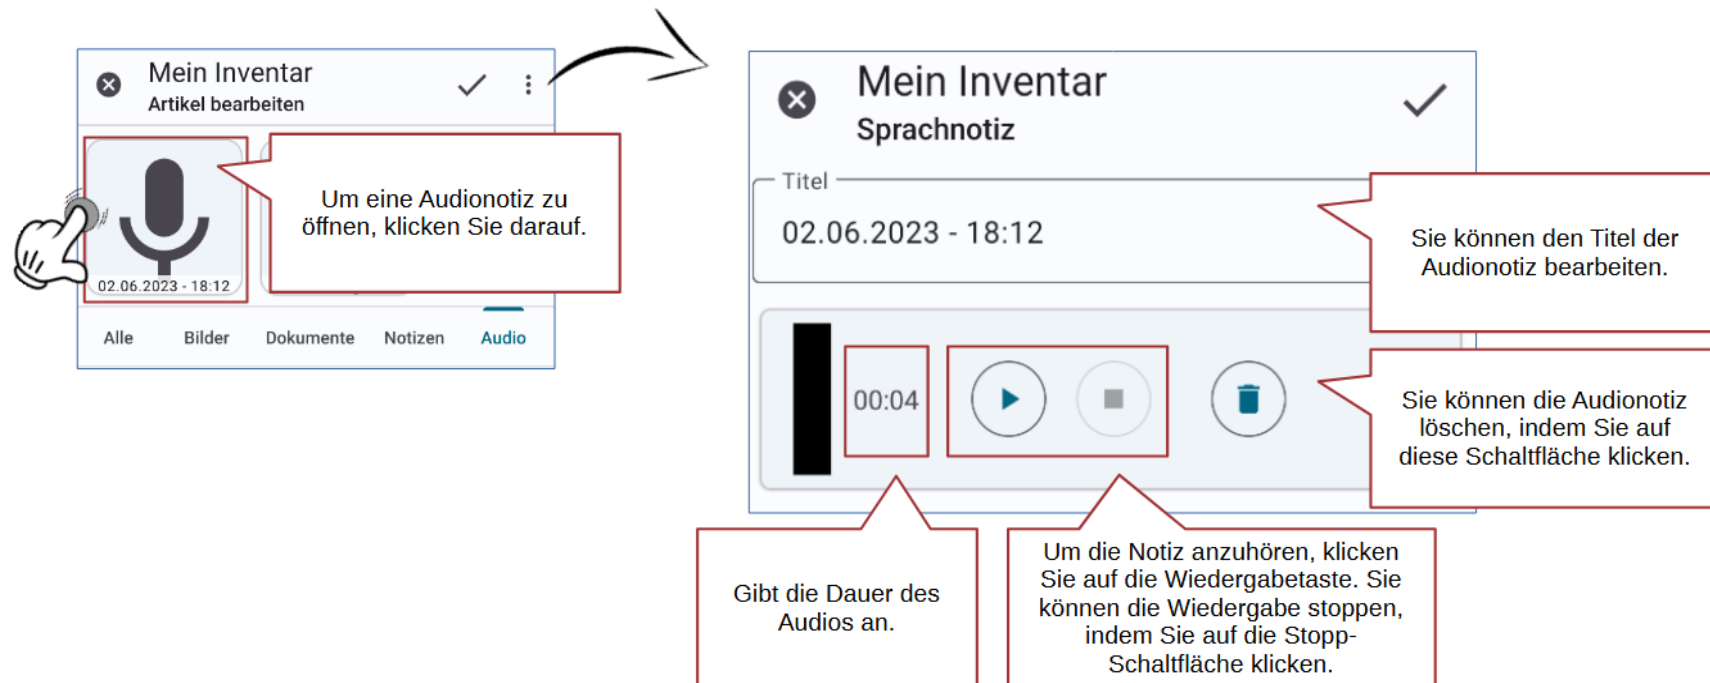 Mein Inventar
Artikel bearbeiten
Um eine Audionotiz zu
öffnen, klicken Sie darauf.
02.06.2023 - 18:12
Alle Bilder Dokumente Notizen Audio
Mein Inventar
Sprachnotiz
Titel
02.06.2023 - 18:12
Sie können den Titel der
Audionotiz bearbeiten.
00:04
Sie können die Audionotiz
löschen, indem Sie auf
diese Schaltfläche klicken.
Gibt die Dauer des
Audios an.
Um die Notiz anzuhören, klicken
Sie auf die Wiedergabetaste. Sie
können die Wiedergabe stoppen,
indem Sie auf die Stopp-
Schaltfläche klicken.